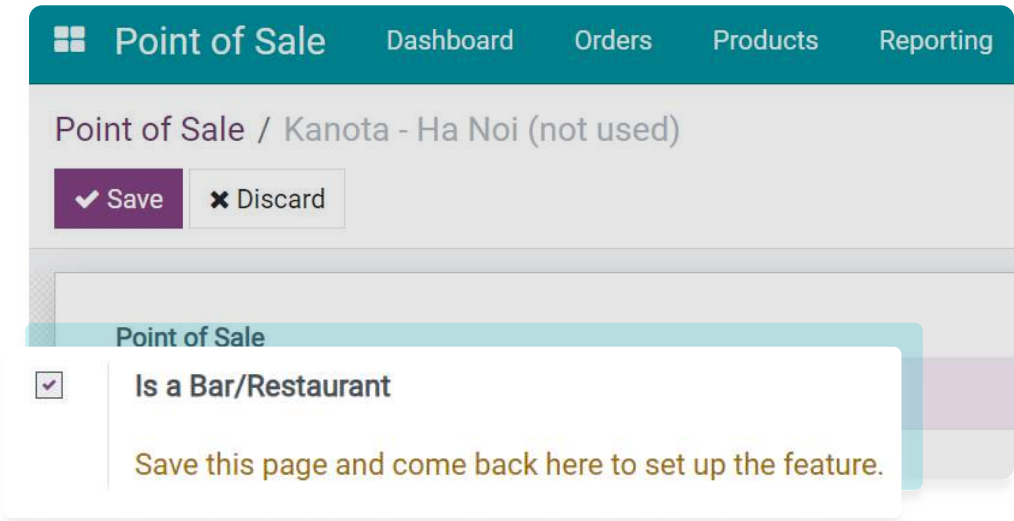 Point of Sale Dashboard Orders Products Reporting
Point of Sale / Kanota - Ha Noi (not used)
Save Discard
Point of Sale
Is a Bar/Restaurant
Save this page and come back here to set up the feature.